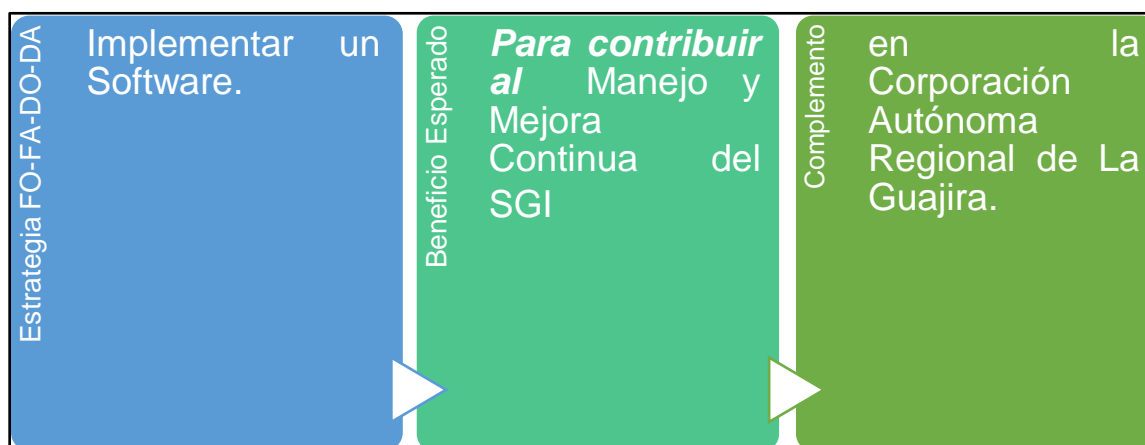 Estrategia FO-FA-DO-DA
Implementar un
Software.
Beneficio Esperado
Para contribuir
al Manejo y
Mejora
Continua del
SGI
Complemento
en la
Corporación
Autónoma
Regional de La
Guajira.